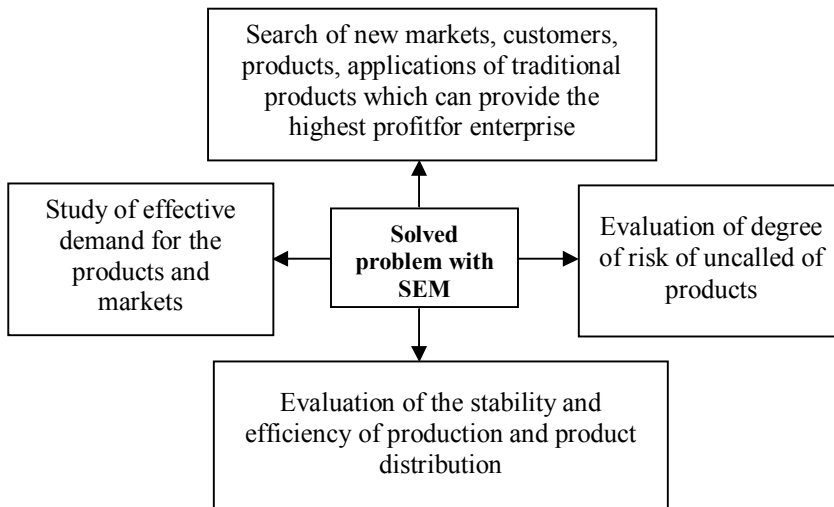 Search of new markets, customers,
products, applications of traditional
products which can provide the
highest profitfor enterprise
Study of effective
demand for the
products and
markets
Solved
problem with
SEM
Evaluation of degree
of risk of uncalled of
products
Evaluation of the stability and
efficiency of production and product
distribution